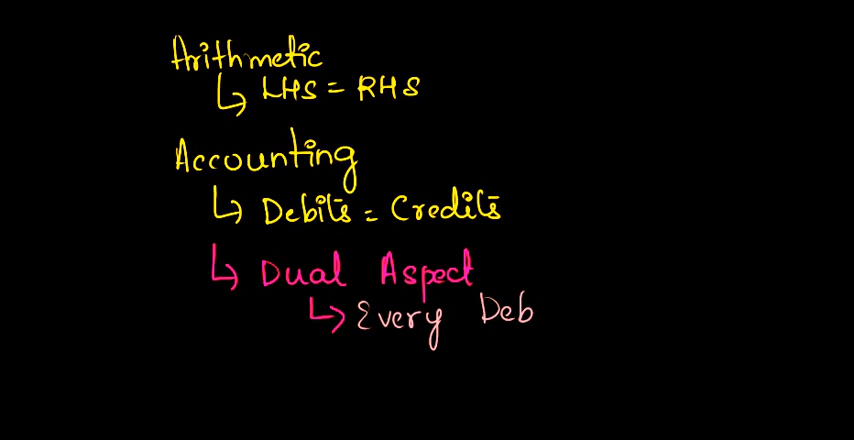 Arithmetic
↳ LHS = RHS
Accounting
↳ Debits = Credits
↳ Dual Aspect
↳ Every Deb